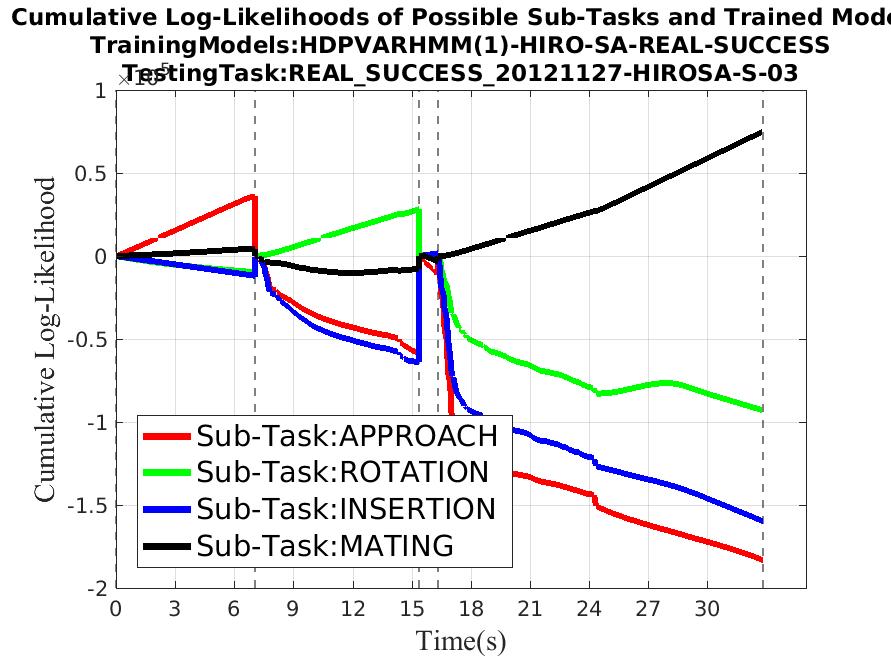 Cumulative Log-Likelihoods of Possible Sub-Tasks and Trained Mode
TrainingModels:HDPVARHMM(1)-HIRO-SA-REAL-SUCCESS
TestingTask:REAL_SUCCESS_20121127-HIROSA-S-03
×10^5
1
0.5
0
-0.5
-1
-1.5
-2
Cumulative Log-Likelihood
Sub-Task:APPROACH
Sub-Task:ROTATION
Sub-Task:INSERTION
Sub-Task:MATING
0 3 6 9 12 15 18 21 24 27 30
Time(s)